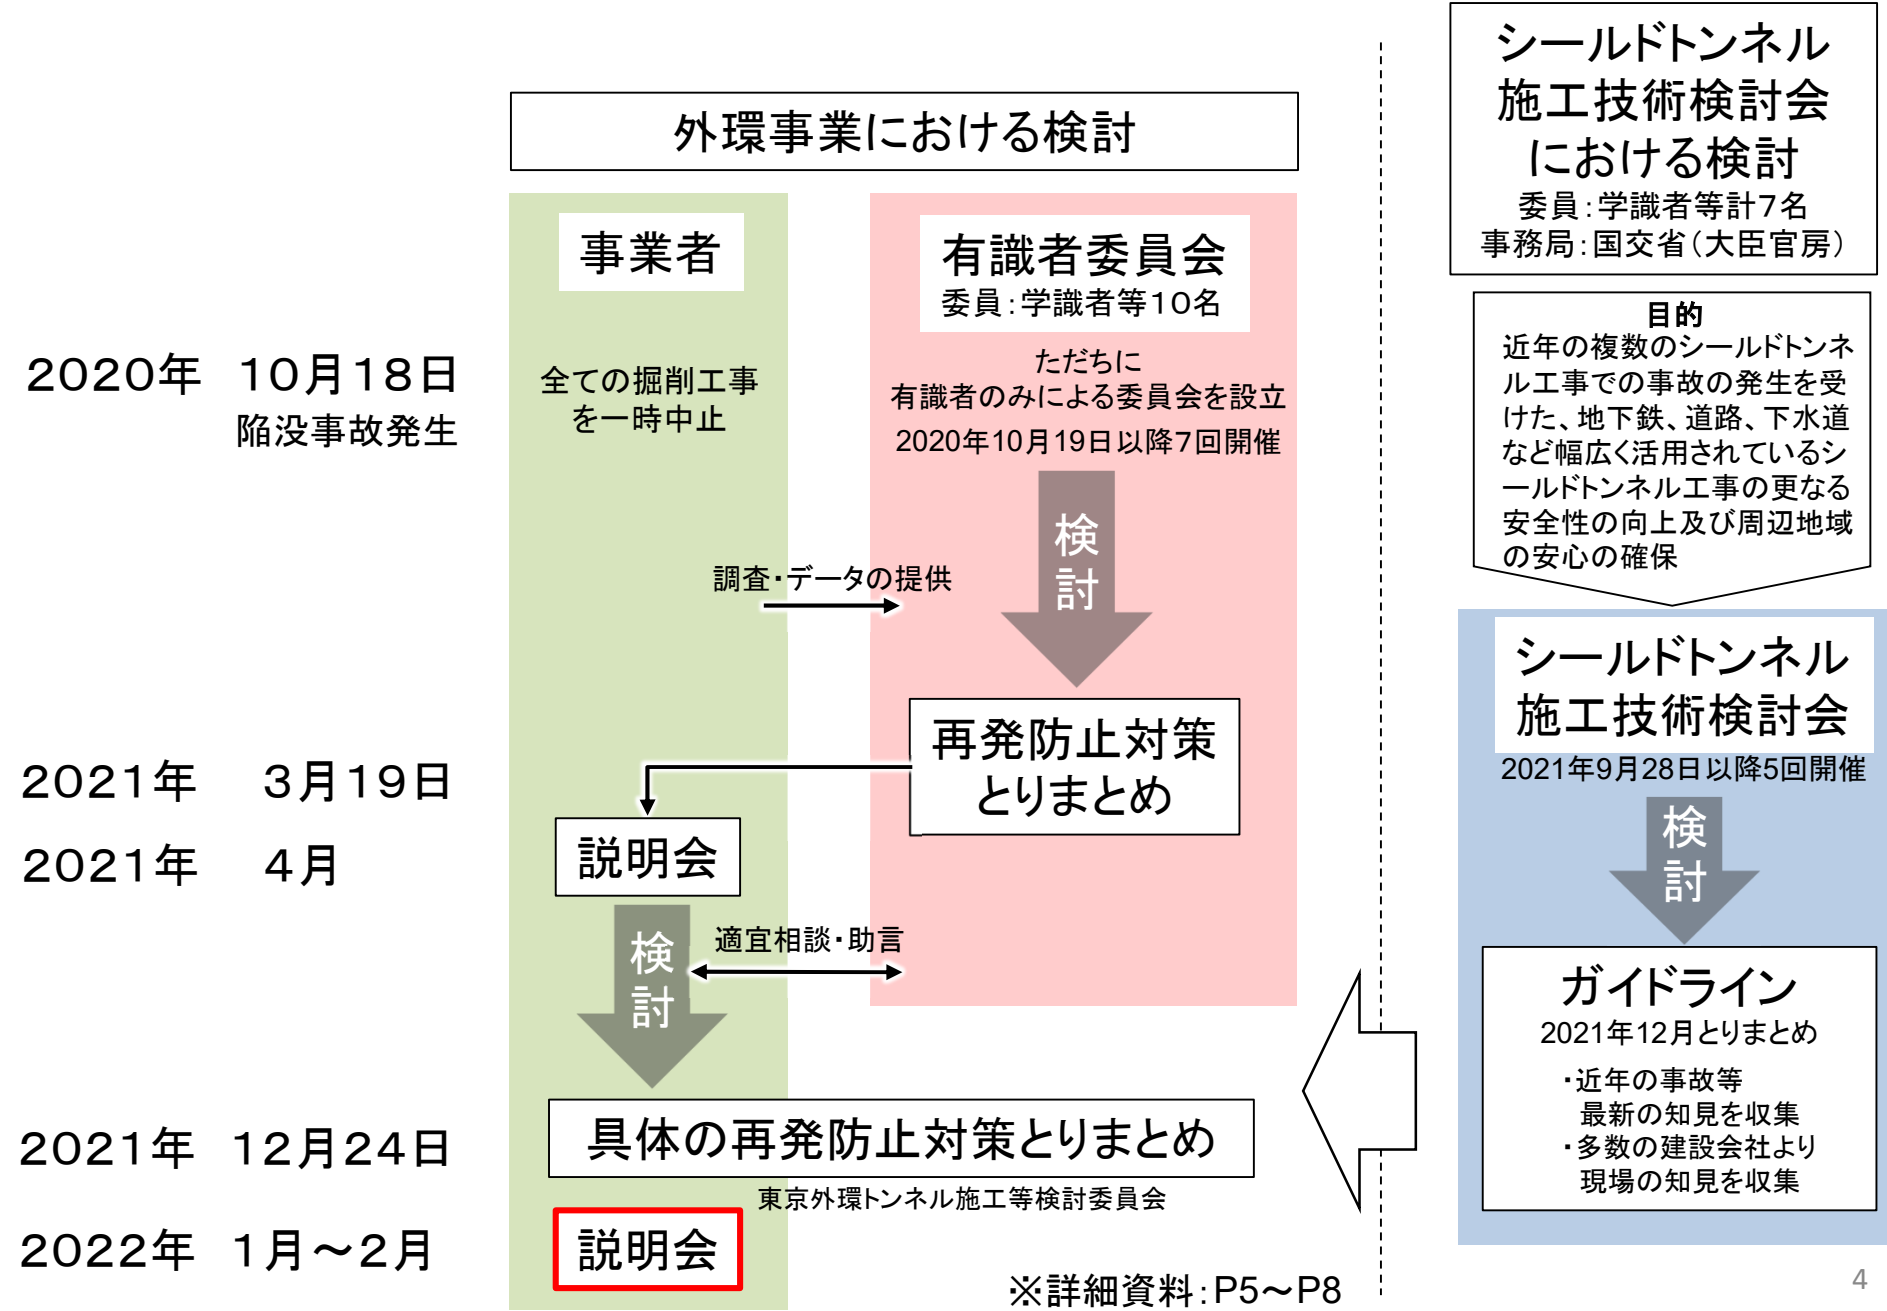 外環事業における検討
事業者
有識者委員会
委員：学識者等１０名
２０２０年　１０月１８日
陥没事故発生
全ての掘削工事
を一時中止
ただちに
有識者のみによる委員会を設立
2020年10月19日以降7回開催
検
討
調査・データの提供
再発防止対策
とりまとめ
２０２１年　３月１９日
２０２１年　４月
説明会
検
討
適宜相談・助言
２０２１年　１２月２４日
具体の再発防止対策とりまとめ
東京外環トンネル施工等検討委員会
２０２２年　１月～２月
説明会
※詳細資料：P5～P8
シールドトンネル
施工技術検討会
における検討
委員：学識者等計７名
事務局：国交省（大臣官房）
目的
近年の複数のシールドトンネ
ル工事での事故の発生を受
けた、地下鉄、道路、下水道
など幅広く活用されているシ
ールドトンネル工事の更なる
安全性の向上及び周辺地域
の安心の確保
シールドトンネル
施工技術検討会
2021年9月28日以降5回開催
検
討
ガイドライン
2021年12月とりまとめ
・近年の事故等
最新の知見を収集
・多数の建設会社より
現場の知見を収集
4